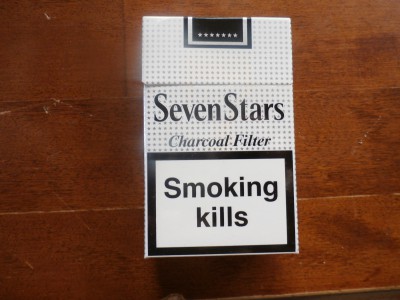 *******
SevenStars
Charcoal Filter
Smoking
kills